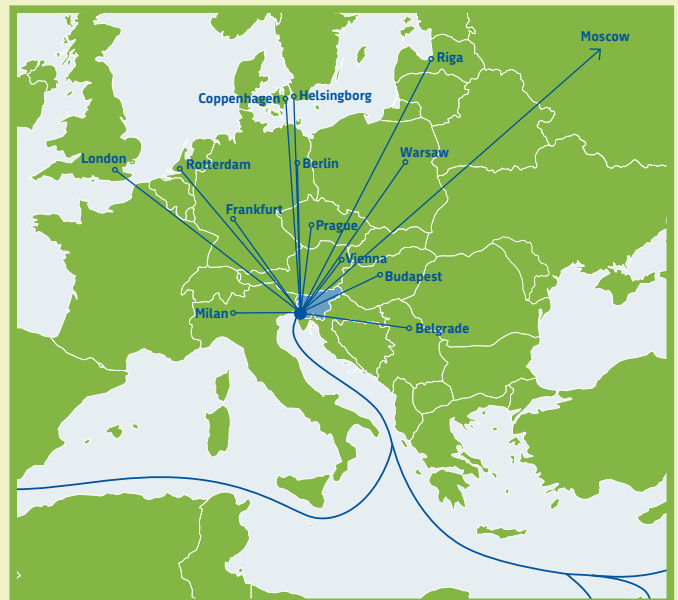 Moscow
Riga
Coppenhagen
Helsingborg
Warsaw
London
Rotterdam
Berlin
Frankfurt
Prague
Vienna
Budapest
Milan
Belgrade